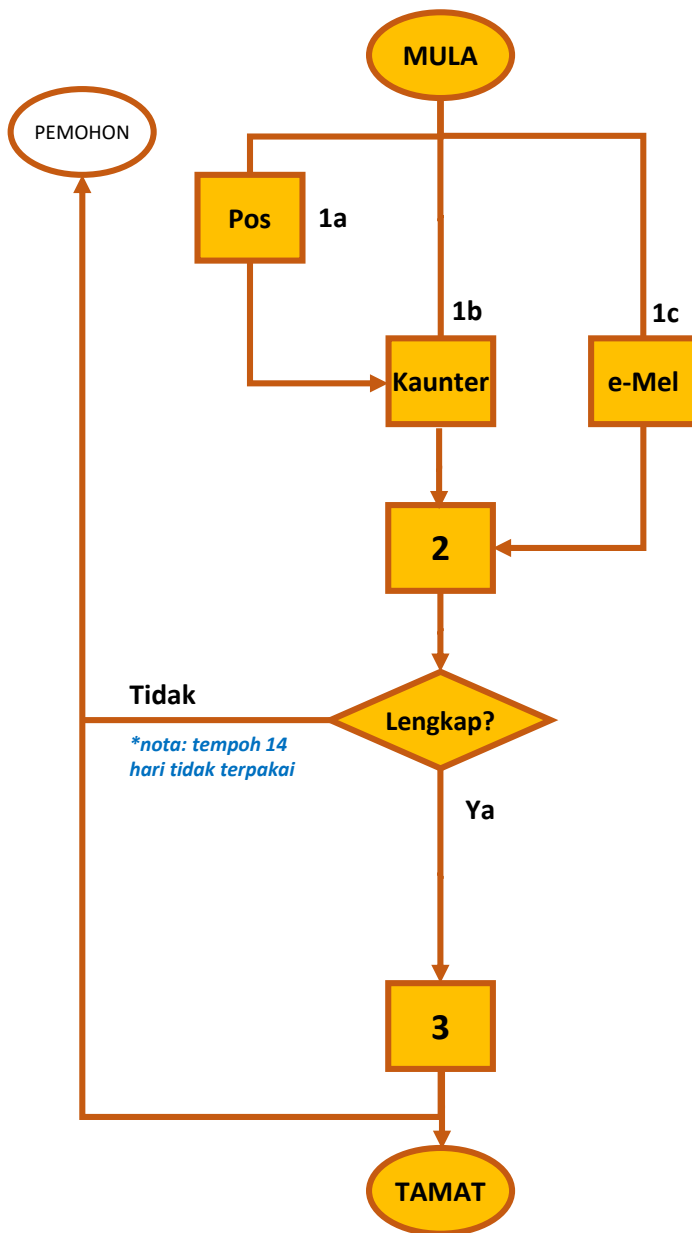 MULA
PEMOHON
Pos
1a
1b
1c
Kaunter
e-Mel
2
Tidak
Lengkap?
*nota: tempoh 14
hari tidak terpakai
Ya
3
TAMAT